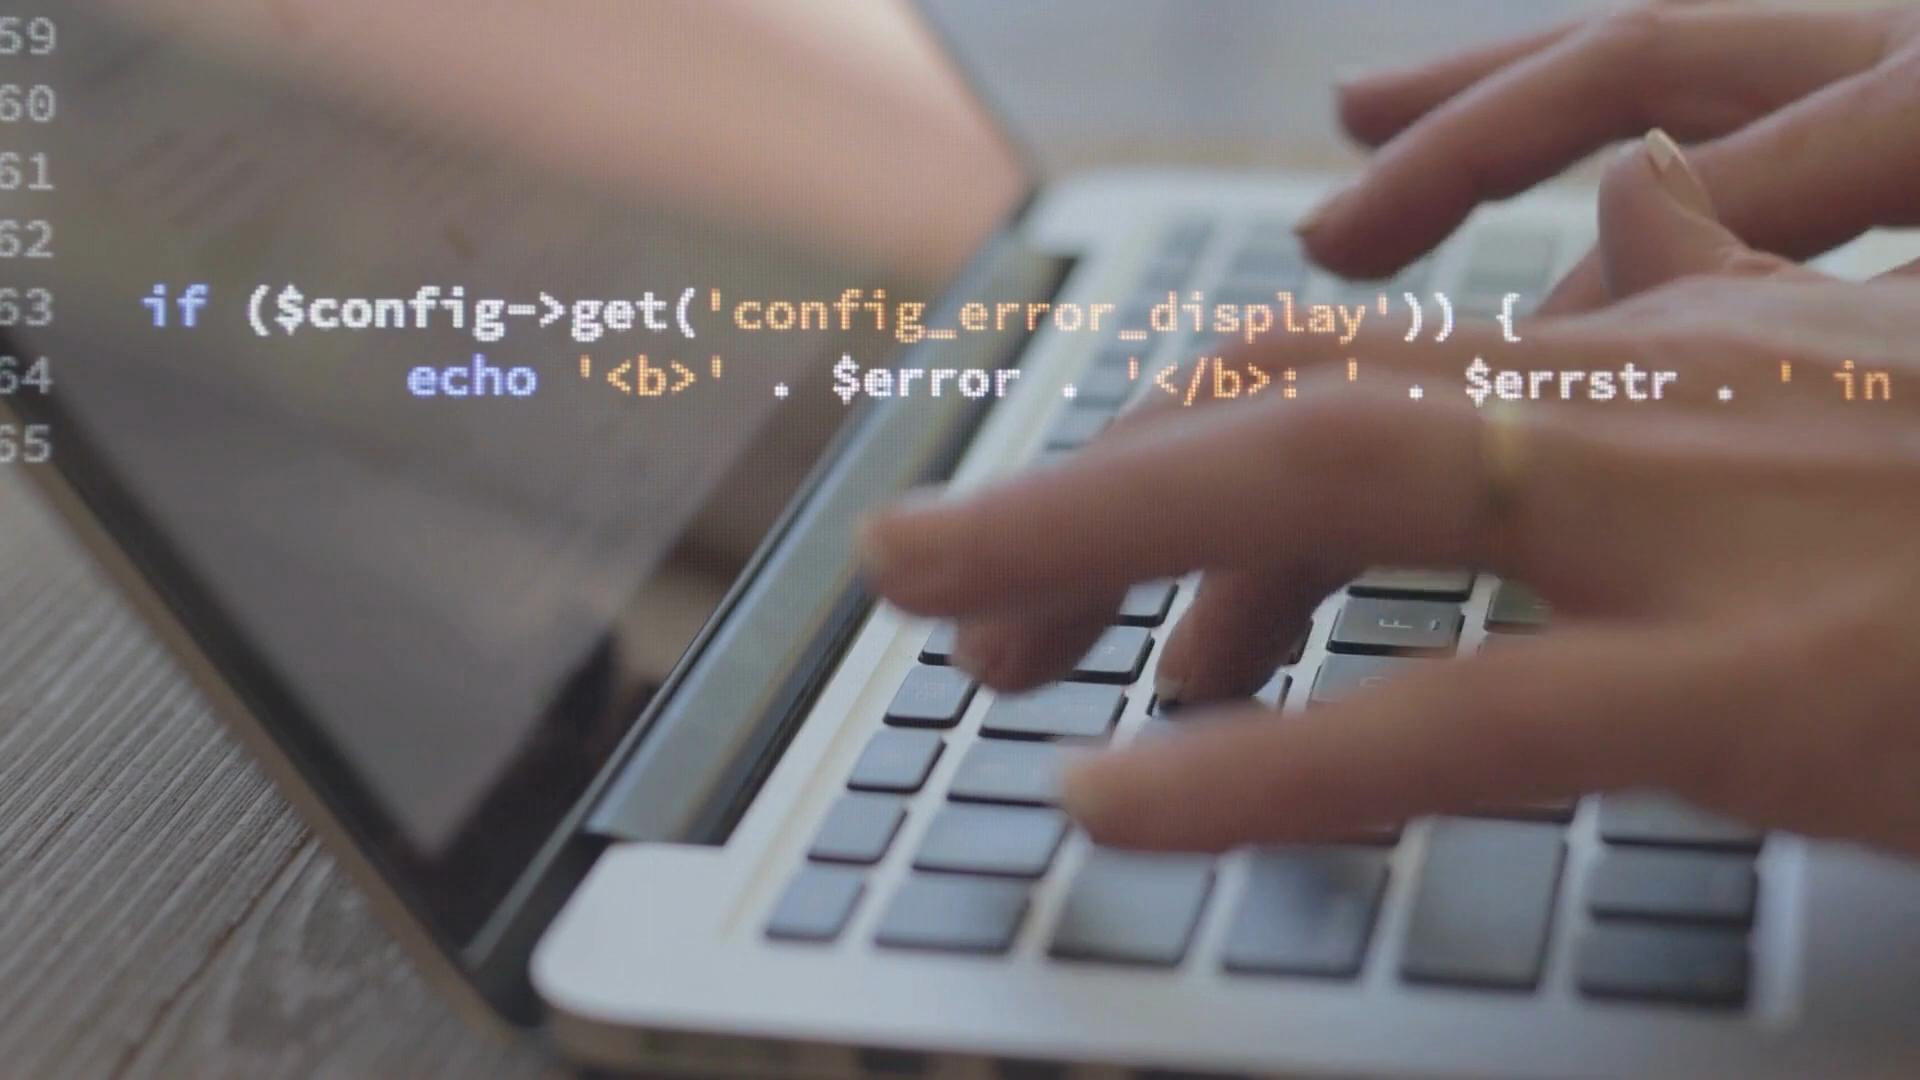 59
60
61
62
63 if ($config->get('config_error_display')) {
64 echo '<b>' . $error . '</b>: ' . $errstr . ' in
65
F